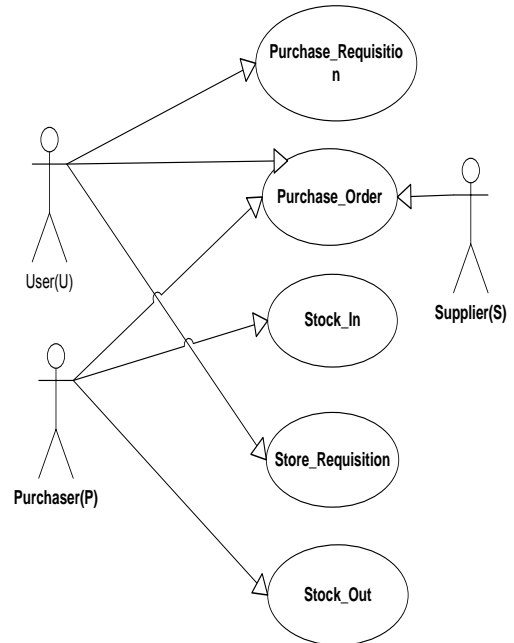 Purchase_Requisitio
n
Purchase_Order
User(U)
Supplier(S)
Stock_In
Store_Requisition
Purchaser(P)
Stock_Out